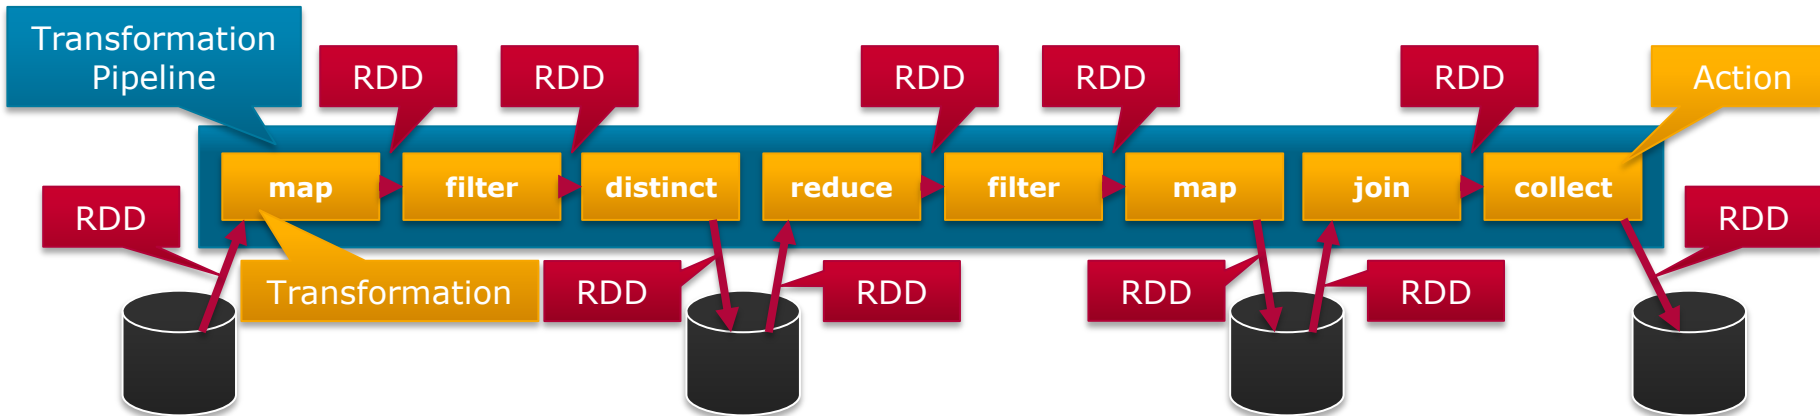 Transformation
Pipeline
RDD
RDD
RDD
RDD
RDD
Action
map
filter
distinct
reduce
filter
map
join
collect
RDD
Transformation
RDD
RDD
RDD
RDD
RDD